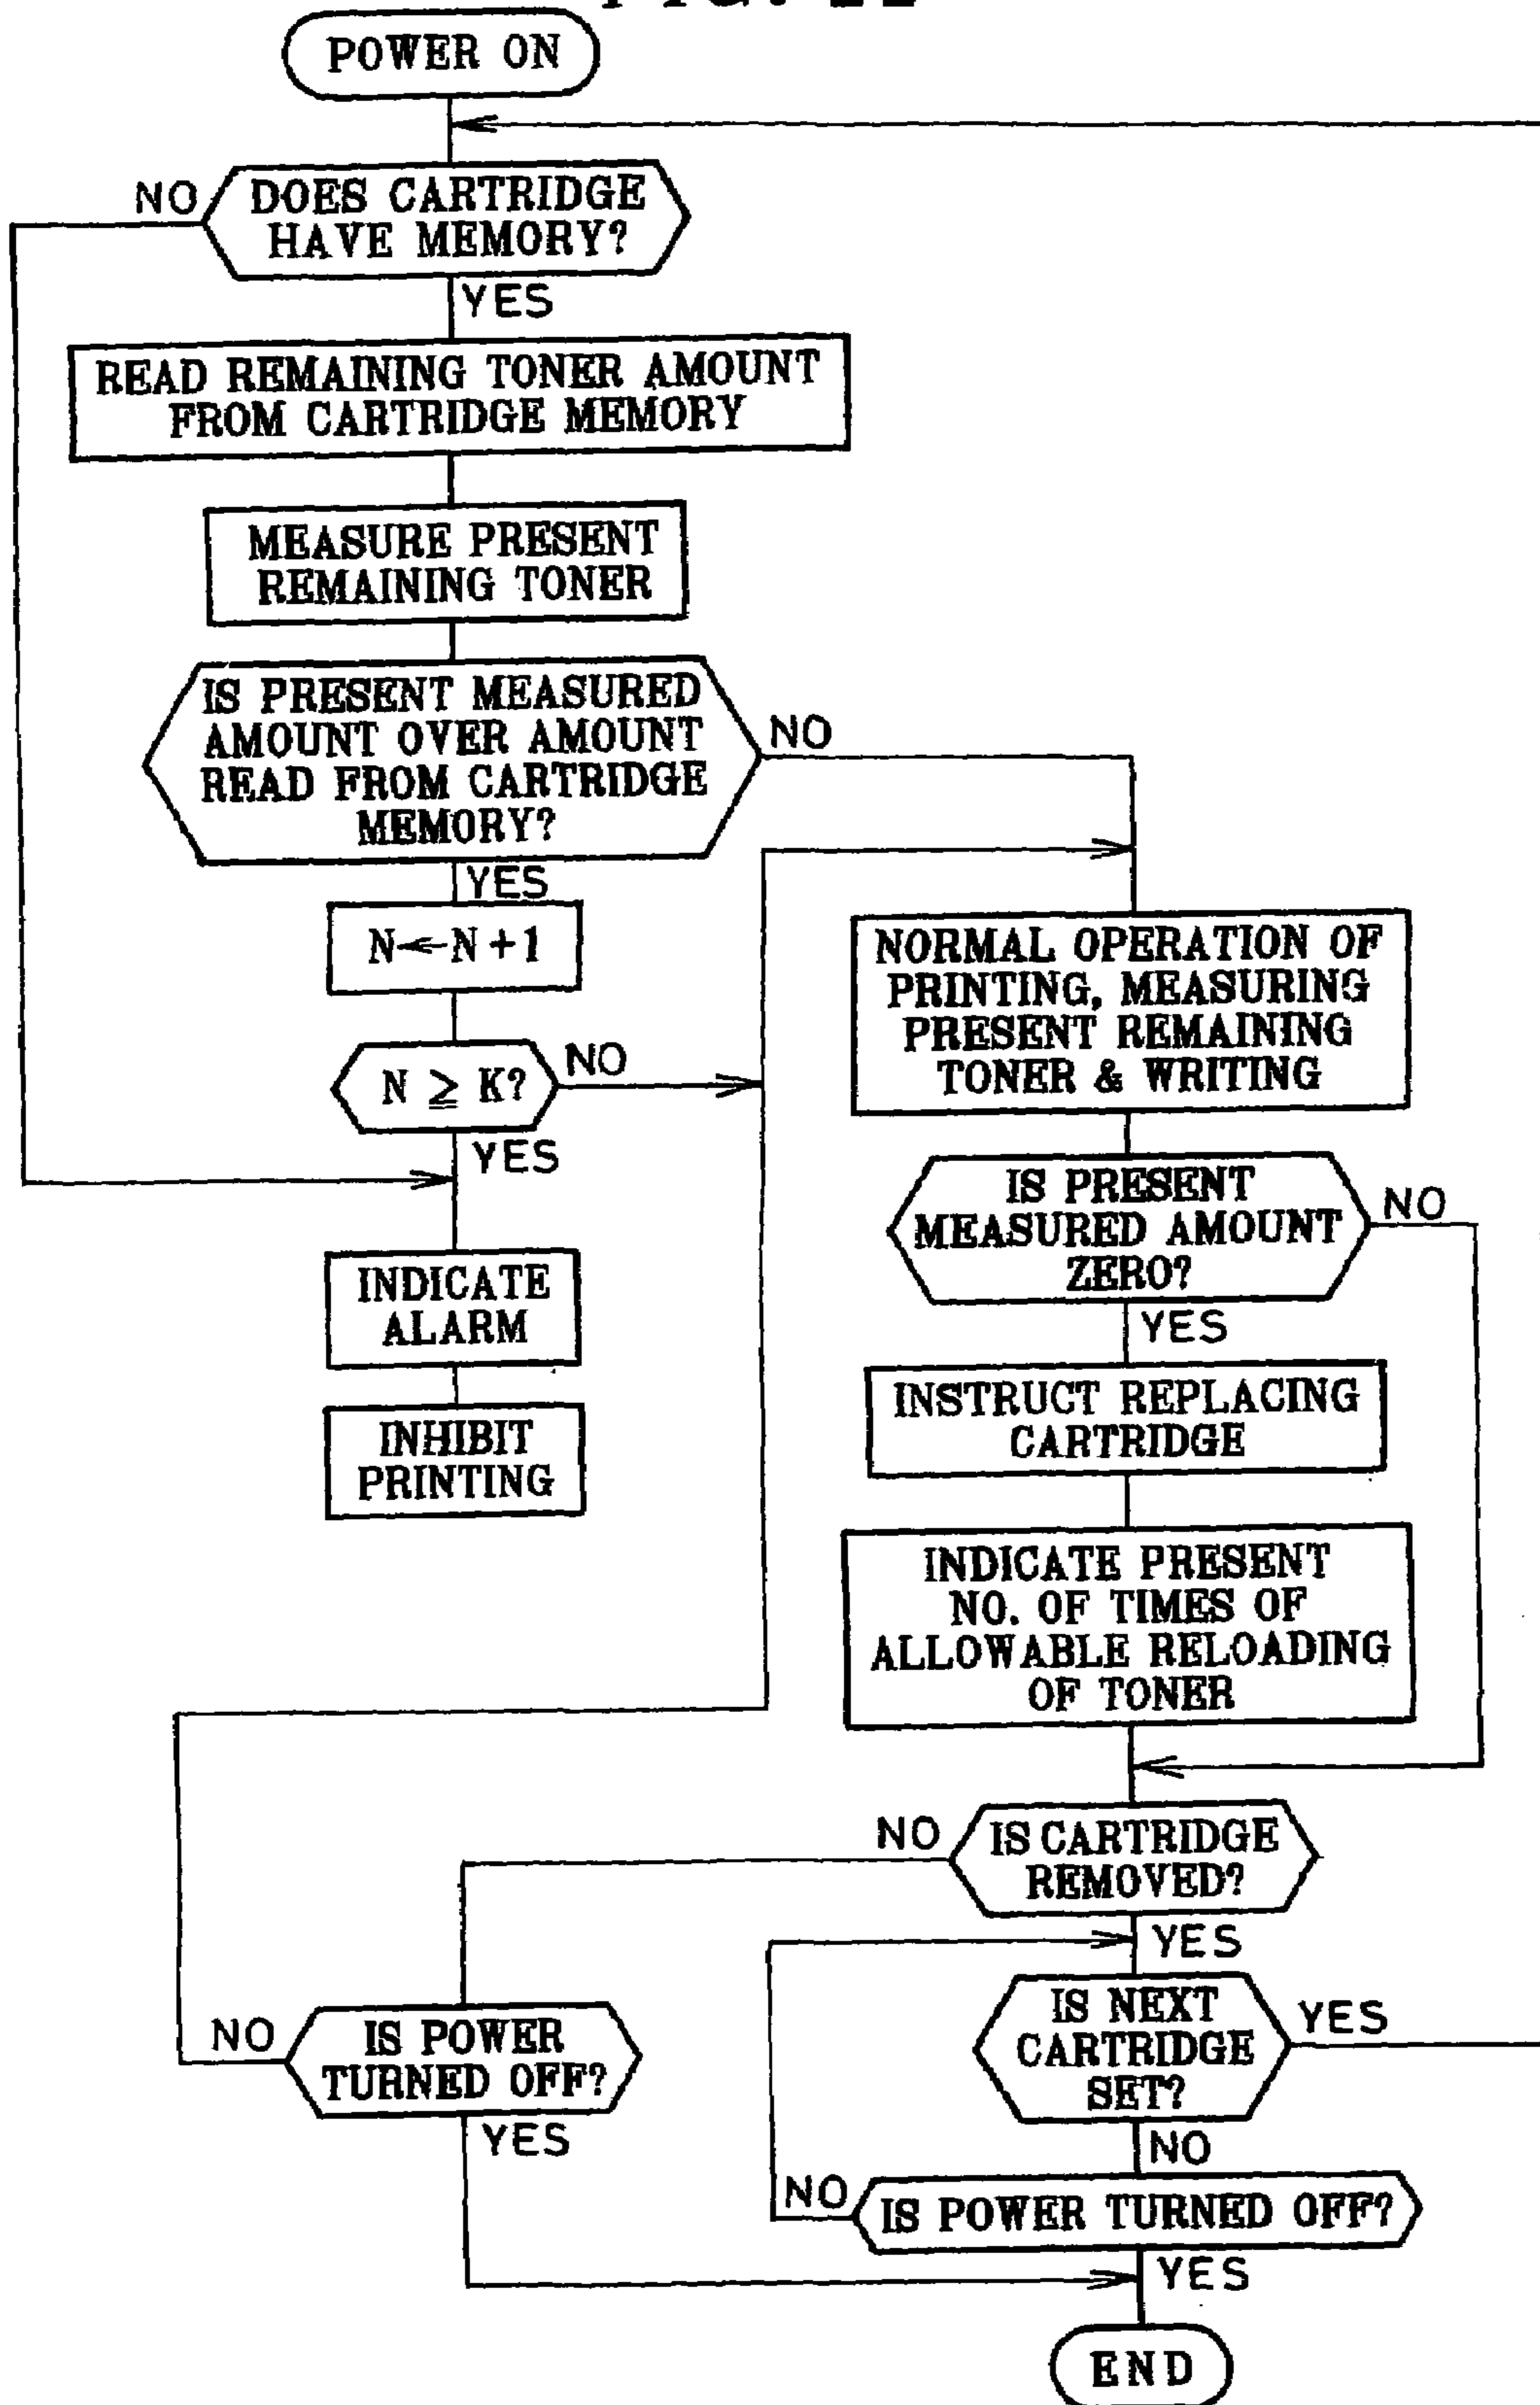 POWER ON
NO
DOES CARTRIDGE
HAVE MEMORY?
YES
READ REMAINING TONER AMOUNT
FROM CARTRIDGE MEMORY
MEASURE PRESENT
REMAINING TONER
IS PRESENT MEASURED
AMOUNT OVER AMOUNT
READ FROM CARTRIDGE
MEMORY?
NO
YES
N←N+1
N ≧ K?
NO
YES
INDICATE
ALARM
INHIBIT
PRINTING
NORMAL OPERATION OF
PRINTING, MEASURING
PRESENT REMAINING
TONER & WRITING
IS PRESENT
MEASURED AMOUNT
ZERO?
NO
YES
INSTRUCT REPLACING
CARTRIDGE
INDICATE PRESENT
NO. OF TIMES OF
ALLOWABLE RELOADING
OF TONER
NO
IS CARTRIDGE
REMOVED?
YES
NO
IS POWER
TURNED OFF?
YES
IS NEXT
CARTRIDGE
SET?
YES
NO
NO
IS POWER TURNED OFF?
YES
END